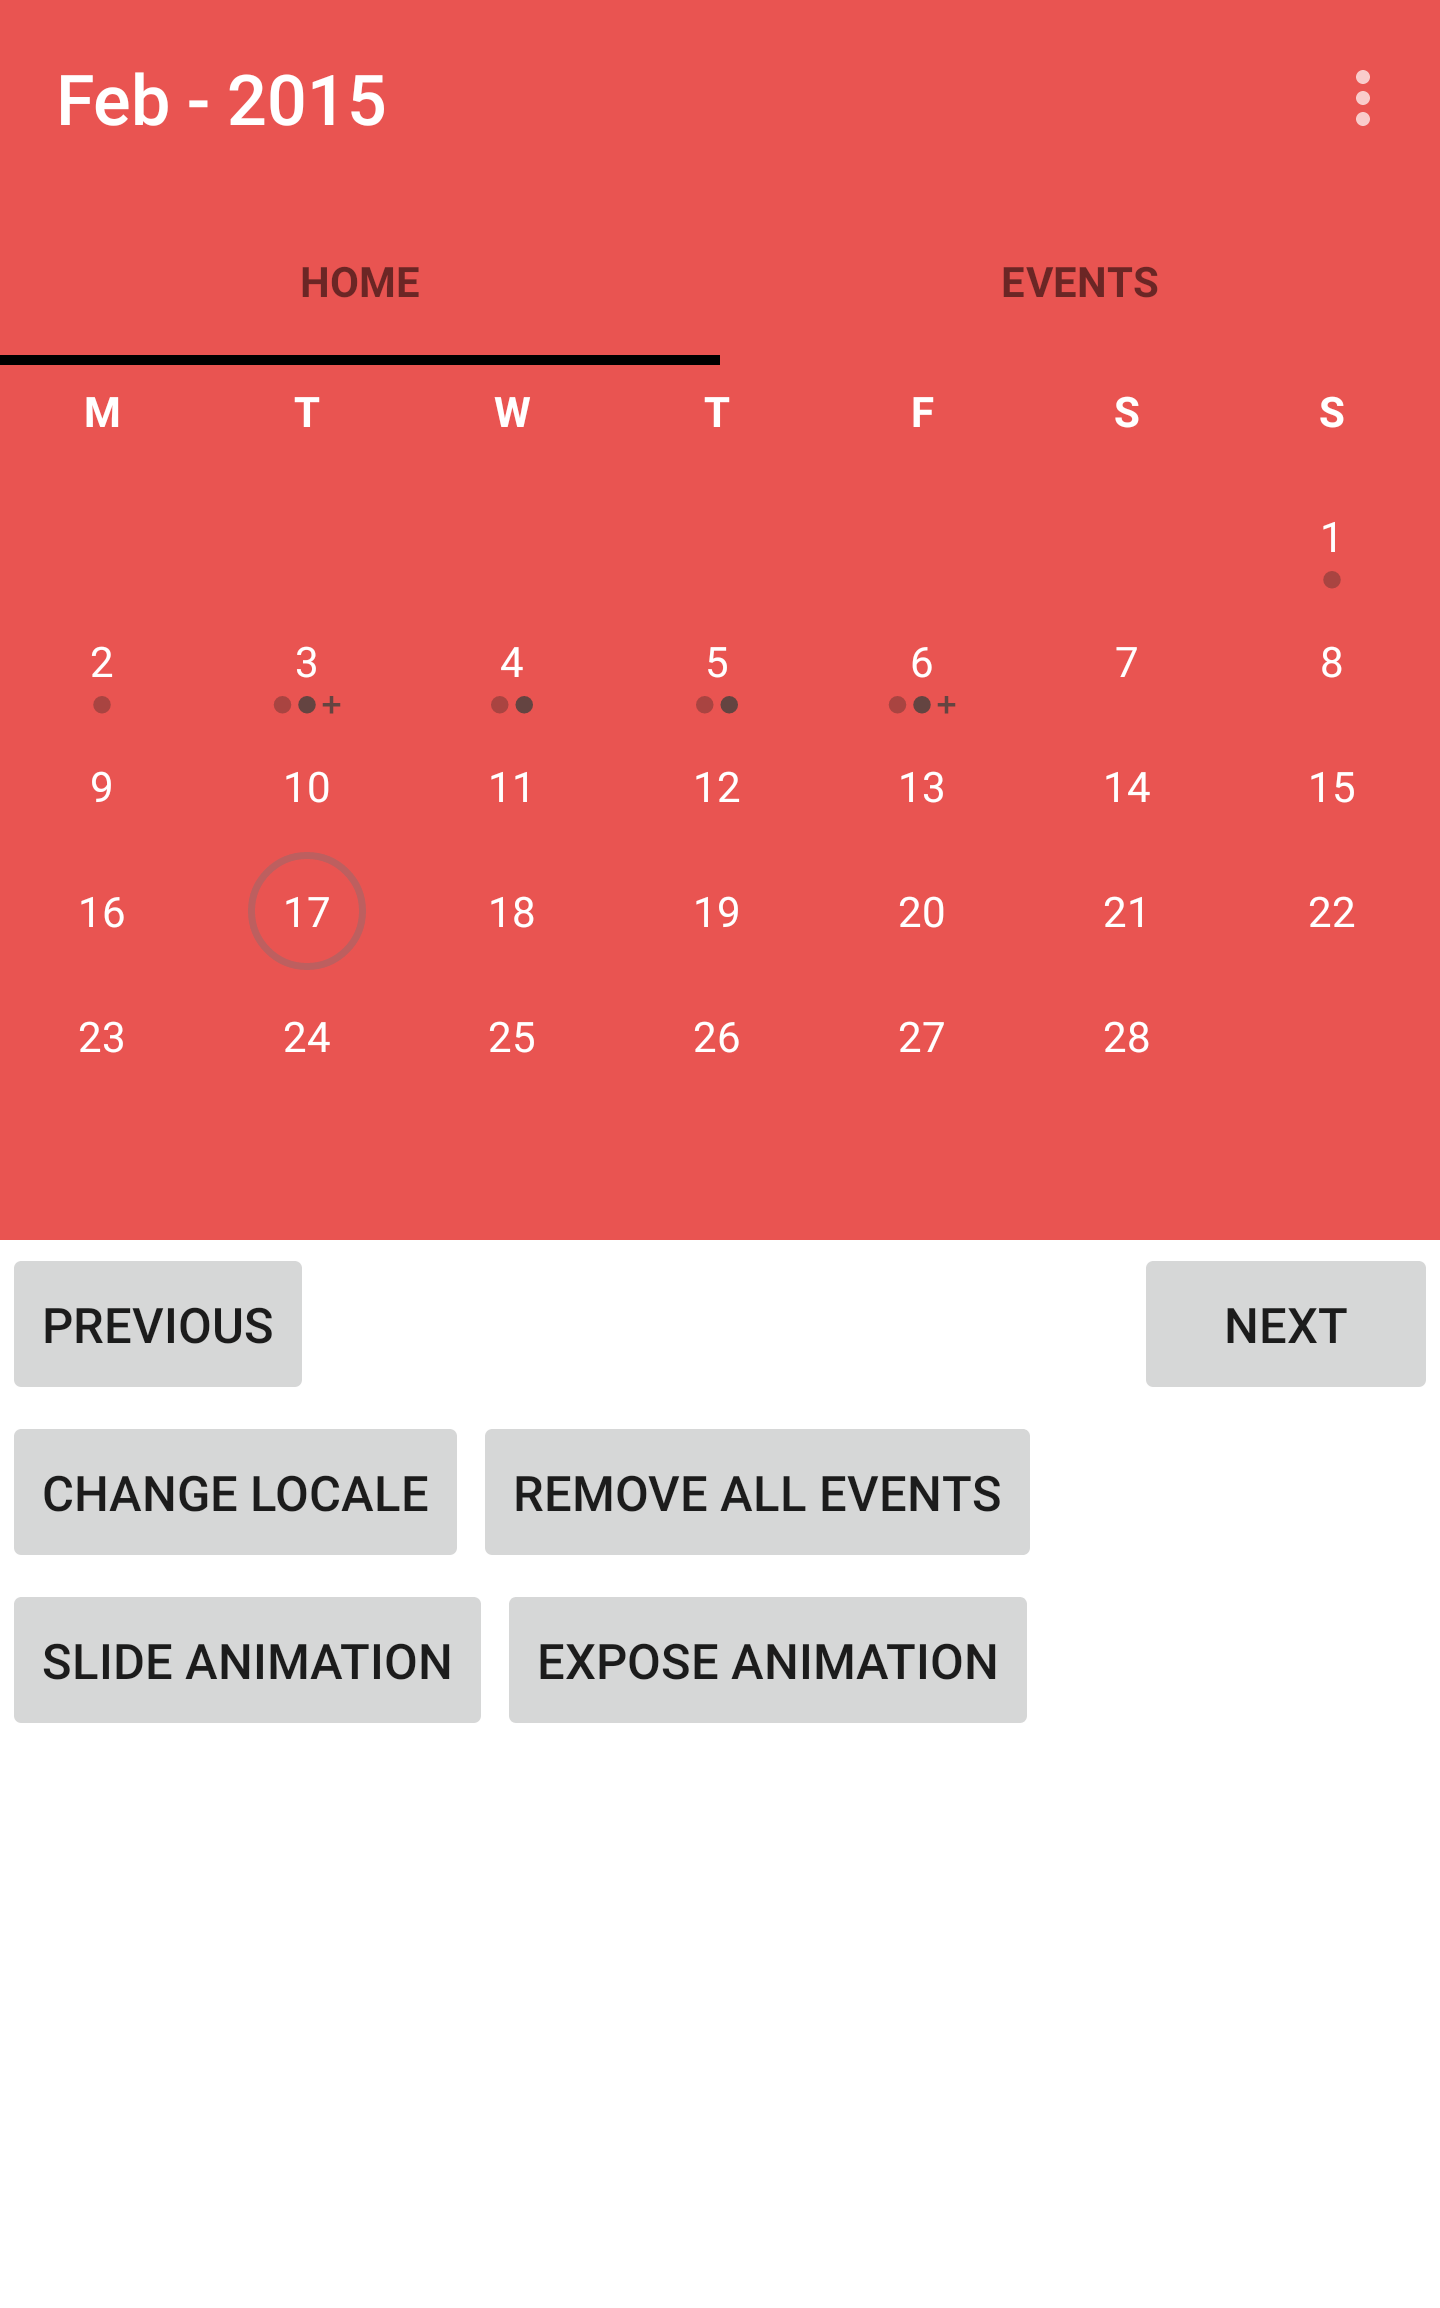 Feb - 2015
HOME EVENTS
M T W T F S S
1
2 3 4 5 6 7 8
+ +
9 10 11 12 13 14 15
16 17 18 19 20 21 22
23 24 25 26 27 28
PREVIOUS NEXT
CHANGE LOCALE REMOVE ALL EVENTS
SLIDE ANIMATION EXPOSE ANIMATION